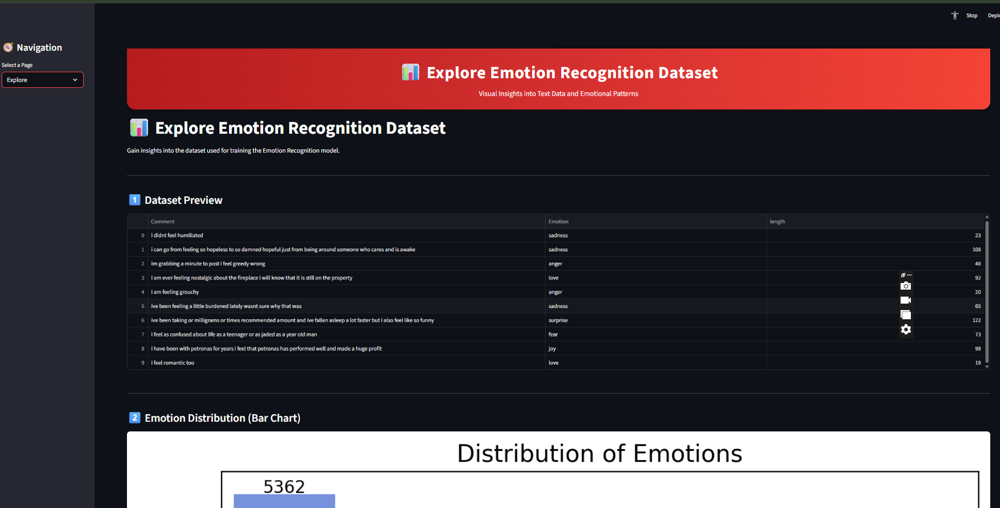 Stop
Navigation
Select a Page
Explore
Explore Emotion Recognition Dataset
Visual Insights into Text Data and Emotional Patterns
Explore Emotion Recognition Dataset
Gain insights into the dataset used for training the Emotion Recognition model.
1 Dataset Preview
Comment Emotion length
0 i didnt feel humiliated sadness 23
1 i can go from feeling so hopeless to so damned hopeful just from being around someone who cares and is awake sadness 108
2 im grabbing a minute to post i feel greedy wrong anger 48
3 i am ever feeling nostalgic about the fireplace i will know that it is still on the property love 92
4 i am feeling grouchy anger 20
5 ive been feeling a little burdened lately wasnt sure why that was sadness 65
6 ive been taking or milligrams or times recommended amount and ive fallen asleep a lot faster but i also feel like so funny surprise 122
7 i feel as confused about life as a teenager or as jaded as a year old man fear 73
8 i have been with petronas for years i feel that petronas has performed well and made a huge profit joy 98
9 i feel romantic too love 19
2 Emotion Distribution (Bar Chart)
Distribution of Emotions
5362